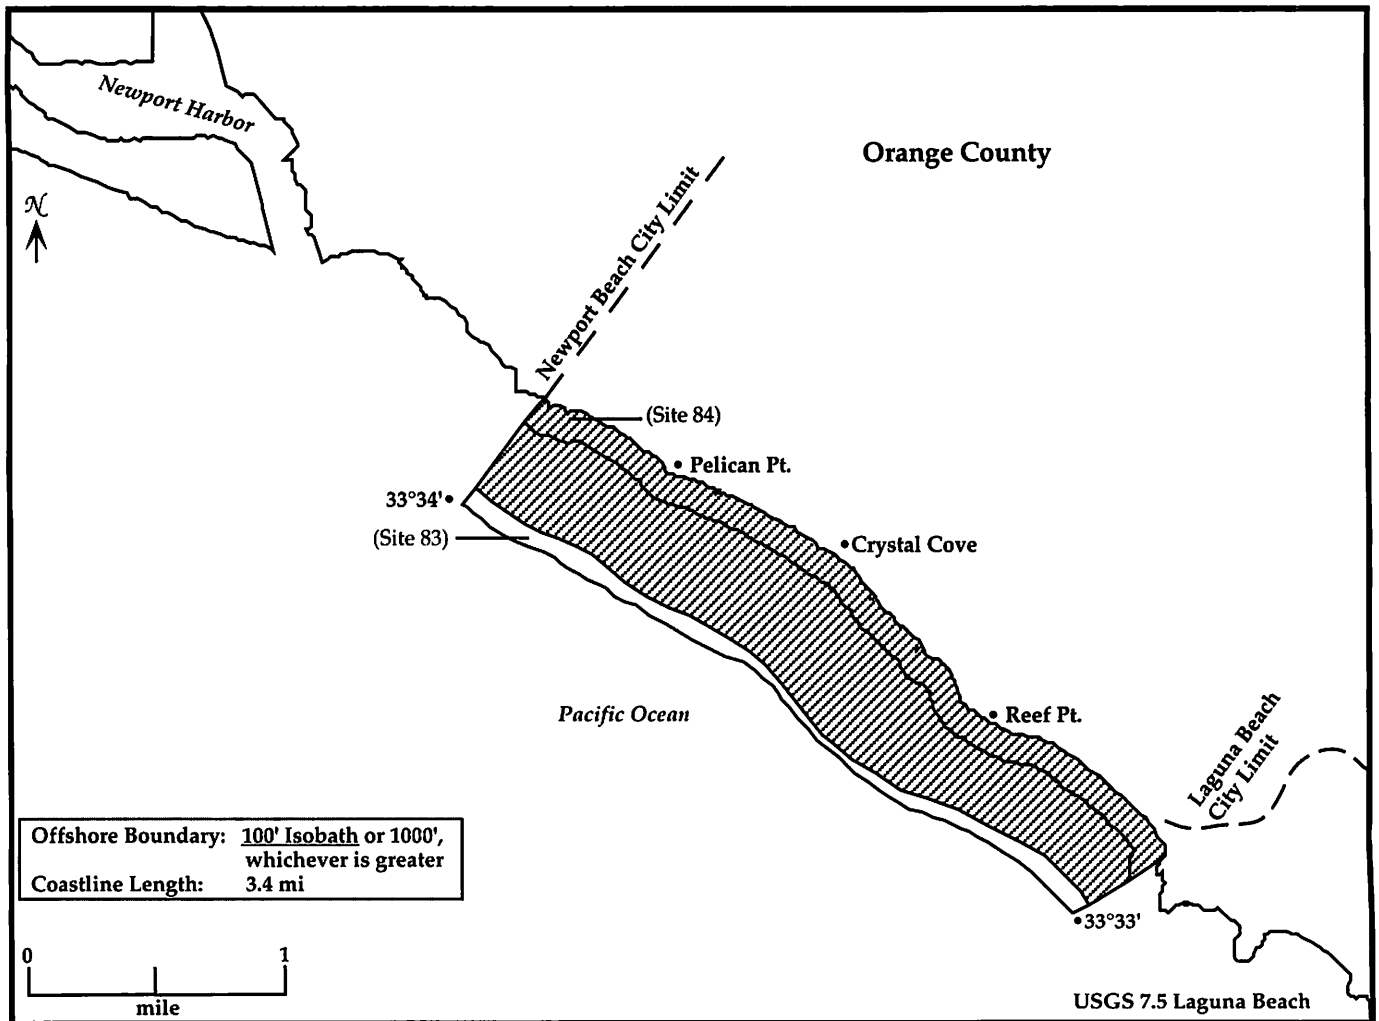 Newport Harbor
Orange County
N
Newport Beach City Limit
(Site 84)
• Pelican Pt.
33°34'•
(Site 83)
•Crystal Cove
Pacific Ocean
• Reef Pt.
Laguna Beach
City Limit
Offshore Boundary: 100' Isobath or 1000',
whichever is greater
Coastline Length: 3.4 mi
•33°33'
0 1
mile
USGS 7.5 Laguna Beach